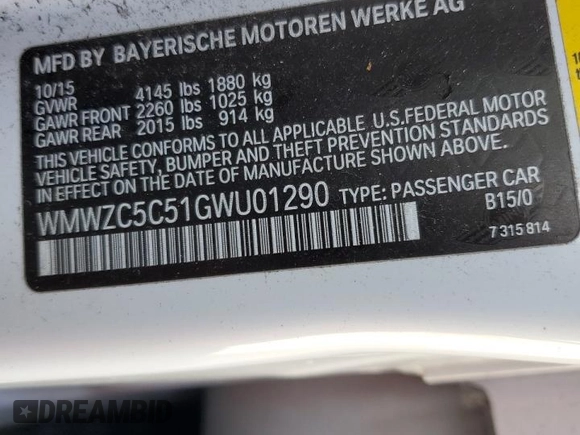 MFD BY BAYERISCHE MOTOREN WERKE AG
10/15
GVWR 4145 lbs 1880 kg
GAWR FRONT 2260 lbs 1025 kg
GAWR REAR 2015 lbs 914 kg
THIS VEHICLE CONFORMS TO ALL APPLICABLE U.S.FEDERAL MOTOR
VEHICLE SAFETY, BUMPER AND THEFT PREVENTION STANDARDS
IN EFFECT ON THE DATE OF MANUFACTURE SHOWN ABOVE.
WMWZC5C51GWU01290 TYPE: PASSENGER CAR
B15/0
7 315 814
DREAMBID